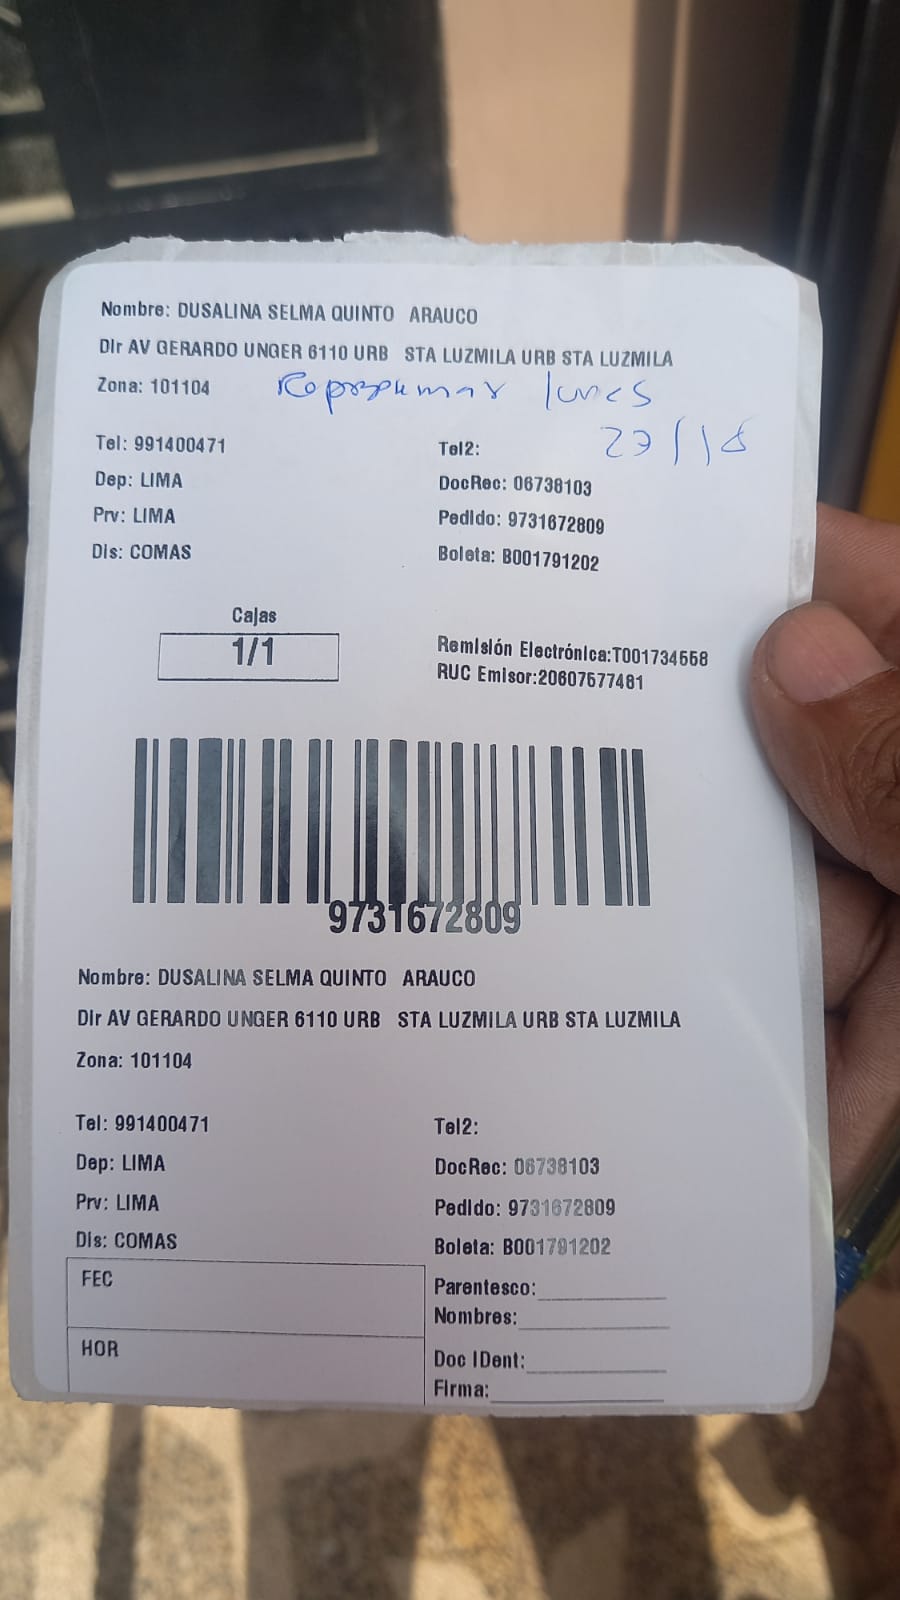 Nombre: DUSALINA SELMA QUINTO ARAUCO
Dir AV GERARDO UNGER 6110 URB STA LUZMILA URB STA LUZMILA
Zona: 101104
lunes
Tel: 991400471
Tel2:
Dep: LIMA
DocRec: 06738103
Prv: LIMA
Pedido: 9731672809
Dis: COMAS
Boleta: B001791202
Cajas
1/1
Remisión Electrónica:T001734558
RUC Emisor:20607577481
9731672809
Nombre: DUSALINA SELMA QUINTO ARAUCO
Dir AV GERARDO UNGER 6110 URB STA LUZMILA URB STA LUZMILA
Zona: 101104
Tel: 991400471
Tel2:
Dep: LIMA
DocRec: 06738103
Prv: LIMA
Pedido: 9731672809
Dis: COMAS
Boleta: B001791202
FEC
Parentesco:
Nombres:
HOR
Doc IDent:
Firma: